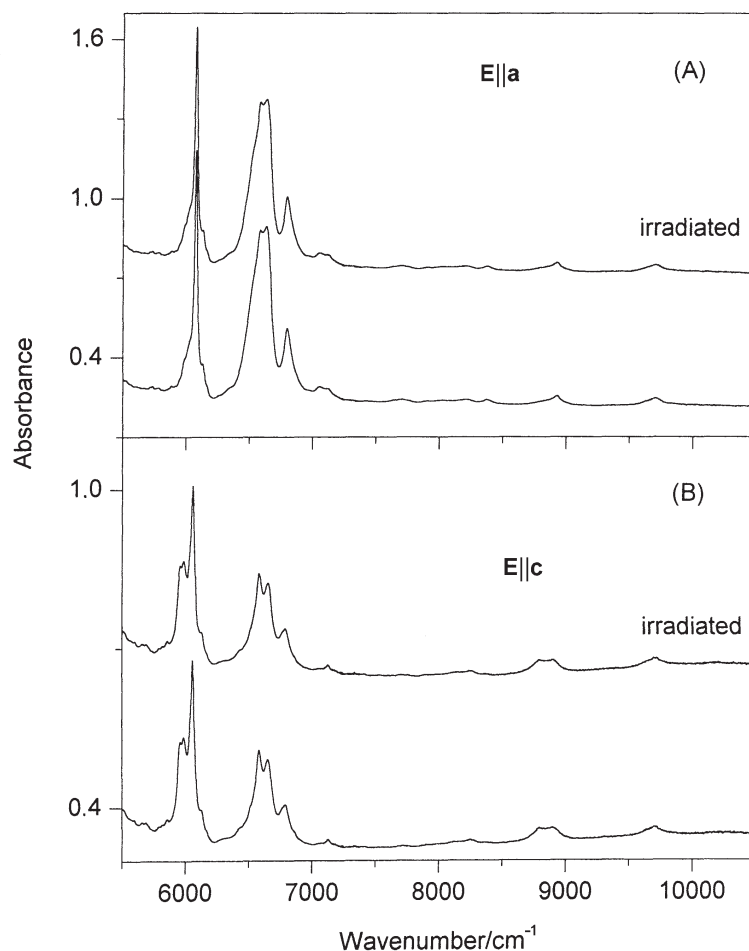 1.6
E||a
(A)
1.0
irradiated
0.4
Absorbance
1.0
(B)
E||c
irradiated
0.4
6000 7000 8000 9000 10000
Wavenumber/cm⁻¹